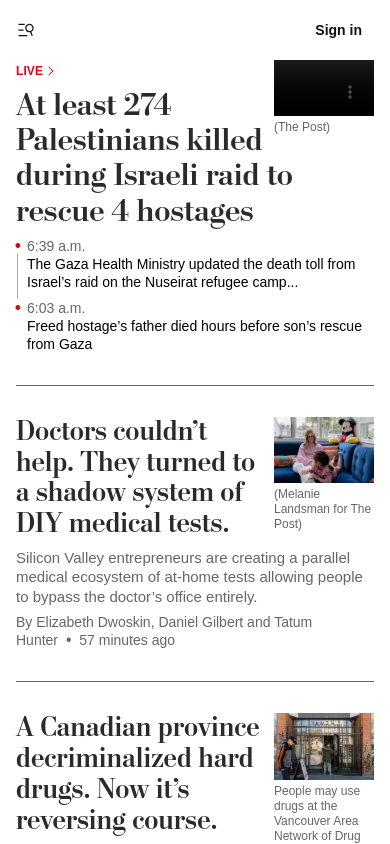 Sign in
LIVE
At least 274
Palestinians killed
during Israeli raid to
rescue 4 hostages
(The Post)
6:39 a.m.
The Gaza Health Ministry updated the death toll from
Israel’s raid on the Nuseirat refugee camp...
6:03 a.m.
Freed hostage’s father died hours before son’s rescue
from Gaza
Doctors couldn’t
help. They turned to
a shadow system of
DIY medical tests.
(Melanie
Landsman for The
Post)
Silicon Valley entrepreneurs are creating a parallel
medical ecosystem of at-home tests allowing people
to bypass the doctor’s office entirely.
By Elizabeth Dwoskin, Daniel Gilbert and Tatum
Hunter • 57 minutes ago
A Canadian province
decriminalized hard
drugs. Now it’s
reversing course.
People may use
drugs at the
Vancouver Area
Network of Drug